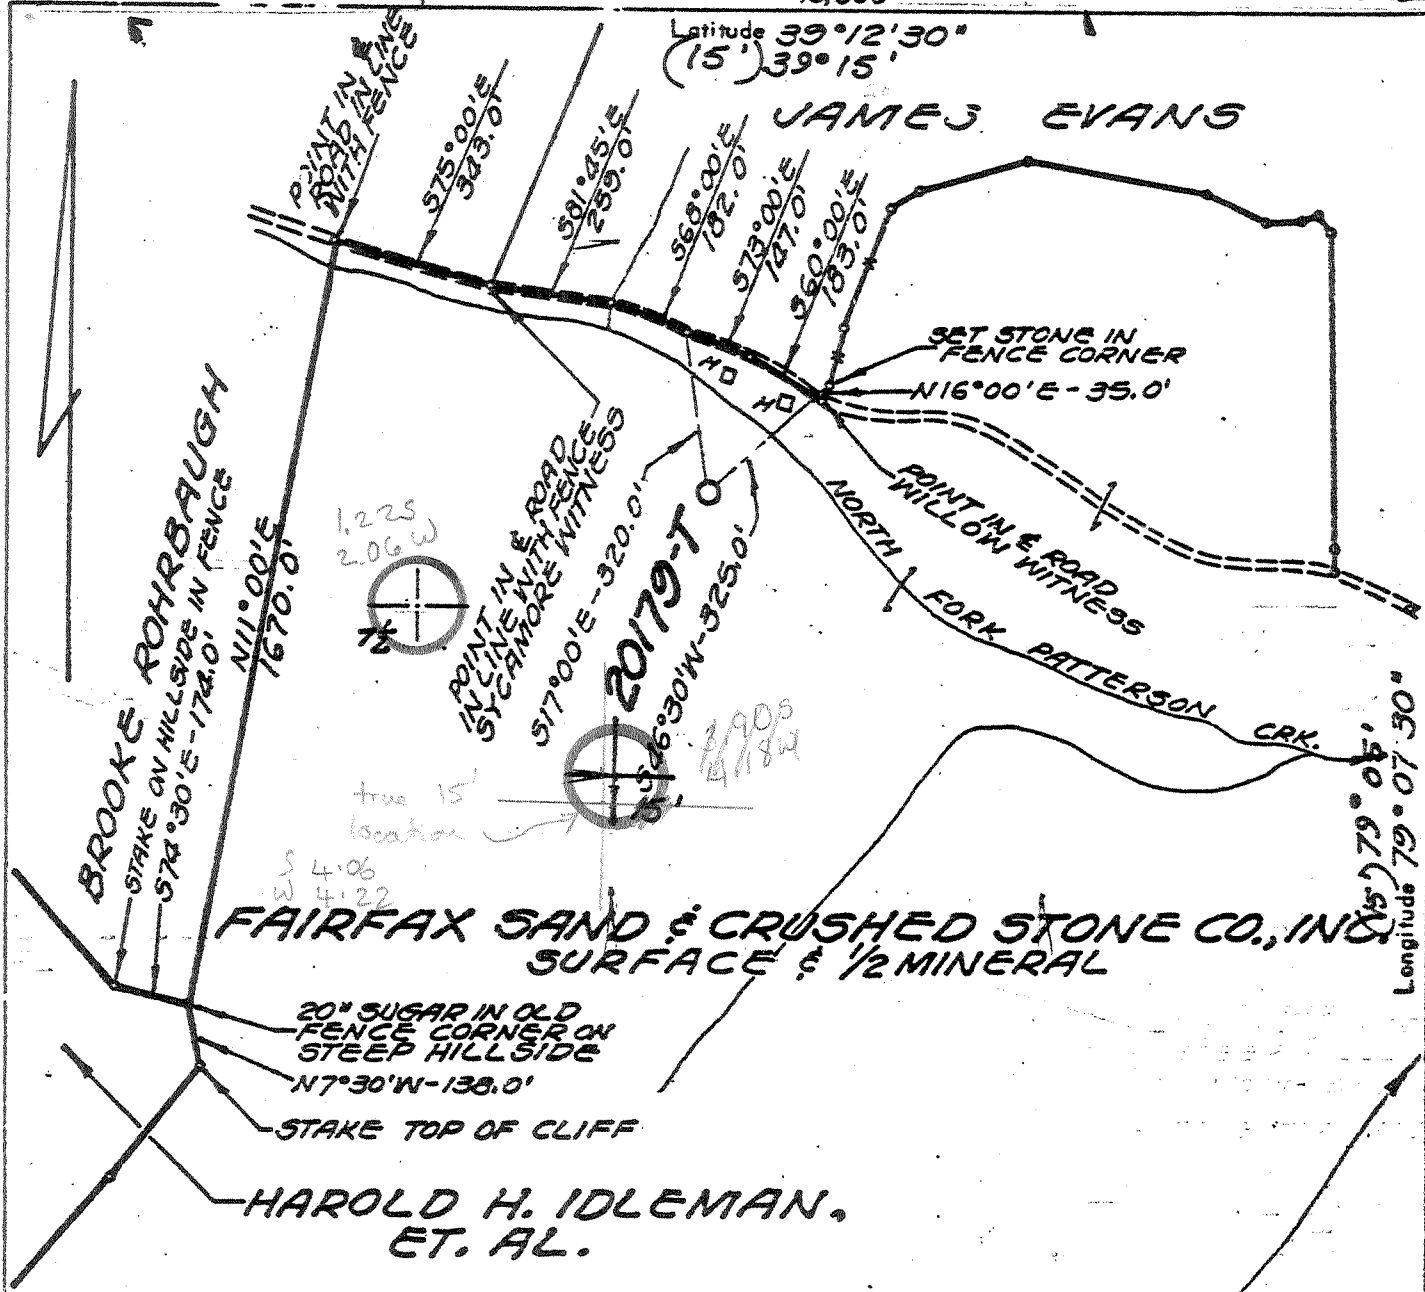 Latitude 39°12'30"
(15') 39°15'
JAMES EVANS
POINT IN ℄
ROAD IN LINE
WITH FENCE
S75°00'E
343.0'
S81°45'E
259.0'
S68°00'E
182.0'
S73°00'E
147.0'
S60°00'E
183.0'
SET STONE IN
FENCE CORNER
N16°00'E-35.0'
H
H
POINT IN ℄ ROAD
WILLOW WITNESS
NORTH FORK PATTERSON CRK.
BROOKE ROHRBAUGH
STAKE ON HILLSIDE IN FENCE
S74°30'E-174.0'
N11°00'E
1670.0'
1.22S
2.06W
7½'
POINT IN ℄ ROAD
IN LINE WITH FENCE
SYCAMORE WITNESS
S17°00'E-320.0'
20179-T
S46°30'W-325.0'
15'
true 15'
location
S 4.06
W 4.22
(15') 79°05'
Longitude 79°07'30"
FAIRFAX SAND & CRUSHED STONE CO., INC.
SURFACE & 1/2 MINERAL
20" SUGAR IN OLD
FENCE CORNER ON
STEEP HILLSIDE
N7°30'W-138.0'
STAKE TOP OF CLIFF
HAROLD H. IDLEMAN.
ET. AL.